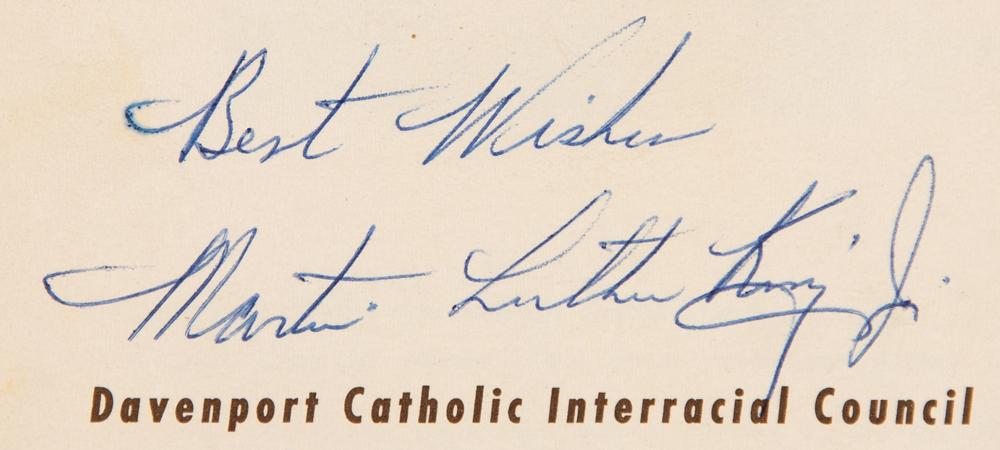 Best Wishes
Martin Luther King Jr.
Davenport Catholic Interracial Council